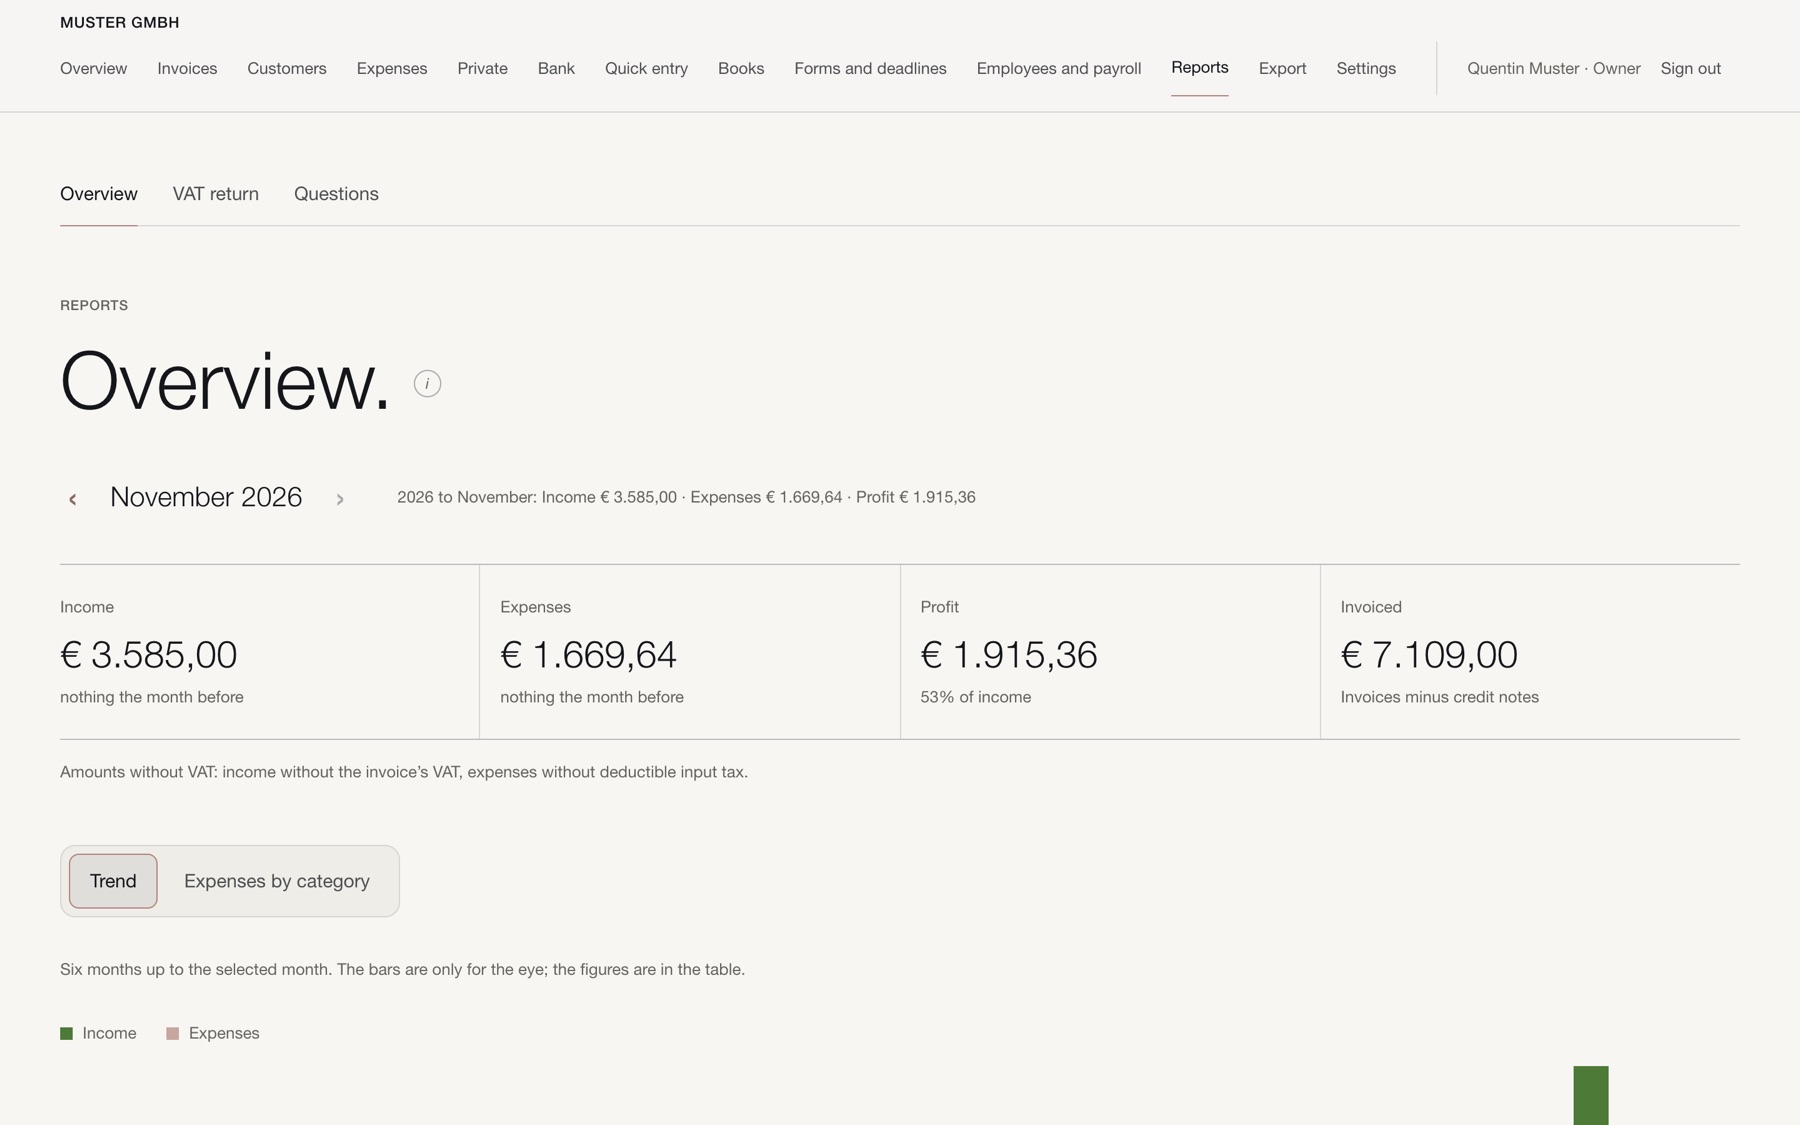 MUSTER GMBH
Overview Invoices Customers Expenses Private Bank Quick entry Books Forms and deadlines Employees and payroll Reports Export Settings Quentin Muster · Owner Sign out
Overview VAT return Questions
REPORTS
Overview. i
‹ November 2026 › 2026 to November: Income € 3.585,00 · Expenses € 1.669,64 · Profit € 1.915,36
Income Expenses Profit Invoiced
€ 3.585,00 € 1.669,64 € 1.915,36 € 7.109,00
nothing the month before nothing the month before 53% of income Invoices minus credit notes
Amounts without VAT: income without the invoice’s VAT, expenses without deductible input tax.
Trend Expenses by category
Six months up to the selected month. The bars are only for the eye; the figures are in the table.
Income Expenses